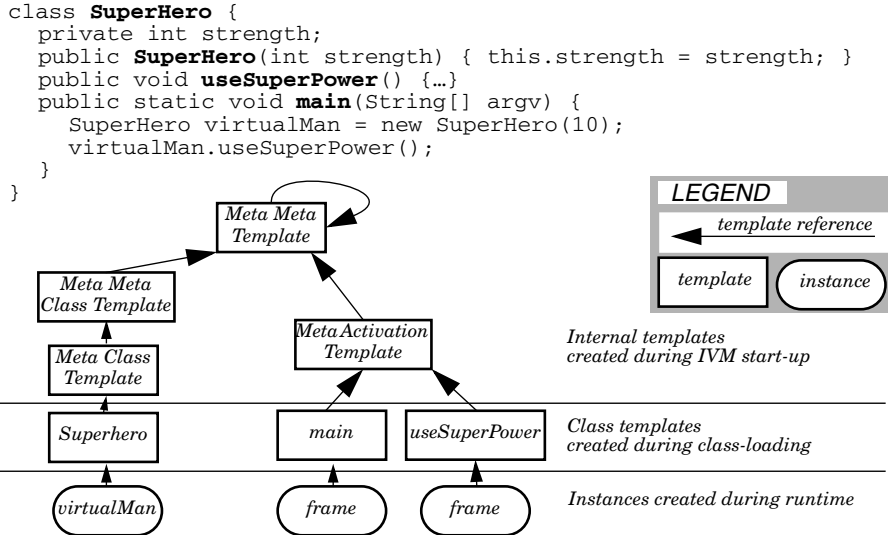 class SuperHero {
private int strength;
public SuperHero(int strength) { this.strength = strength; }
public void useSuperPower() {…}
public static void main(String[] argv) {
SuperHero virtualMan = new SuperHero(10);
virtualMan.useSuperPower();
}
}
LEGEND
template reference
template
instance
Meta Meta
Template
Meta Meta
Class Template
Meta Activation
Template
Meta Class
Template
Internal templates
created during IVM start-up
Superhero
main
useSuperPower
Class templates
created during class-loading
virtualMan
frame
frame
Instances created during runtime